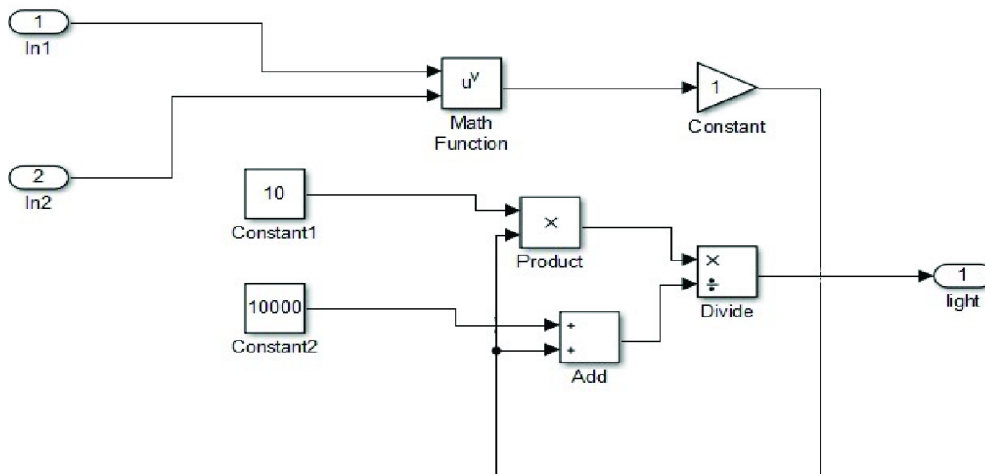 1
In1
u^v
Math
Function
1
Constant
2
In2
10
Constant1
×
Product
×
÷
Divide
1
light
10000
Constant2
+
+
Add